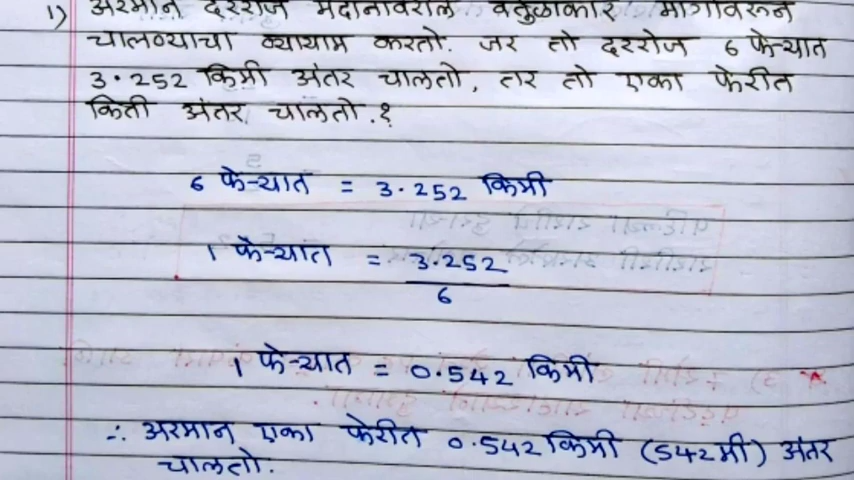 १) अरमान दररोज मैदानावरील वर्तुळाकार मार्गावरून
चालण्याचा व्यायाम करतो. जर तो दररोज 6 फेऱ्यात
3.252 किमी अंतर चालतो, तर तो एका फेरीत
किती अंतर चालतो.?
6 फेऱ्यात = 3.252 किमी
1 फेऱ्यात = 3.252
6
1 फेऱ्यात = 0.542 किमी
∴ अरमान एका फेरीत 0.542 किमी (542 मी) अंतर
चालतो.